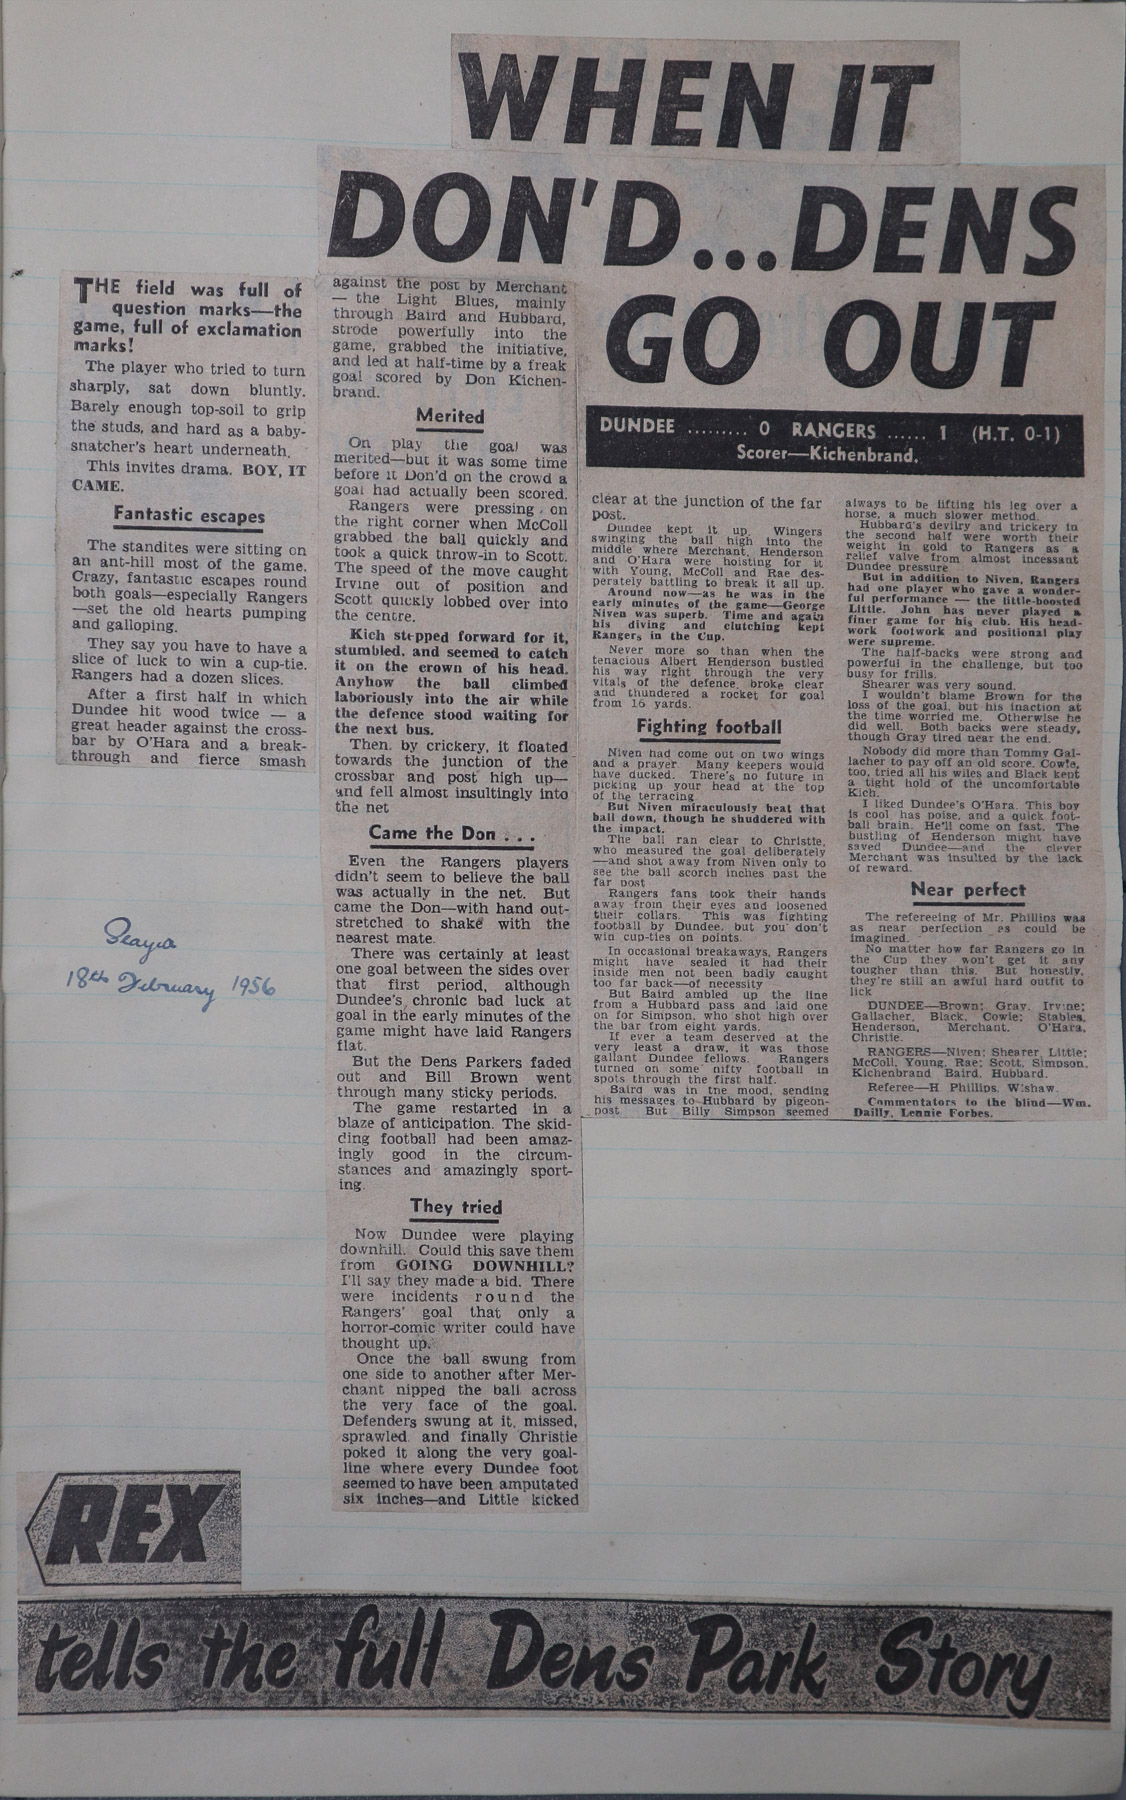 WHEN IT
DON'D...DENS
GO OUT
DUNDEE ......... 0 RANGERS ...... 1 (H.T. 0-1)
Scorer—Kichenbrand.
THE field was full of
question marks—the
game, full of exclamation
marks!
The player who tried to turn
sharply, sat down bluntly.
Barely enough top-soil to grip
the studs, and hard as a baby-
snatcher's heart underneath.
This invites drama. BOY, IT
CAME.
Fantastic escapes
The standites were sitting on
an ant-hill most of the game.
Crazy, fantastic escapes round
both goals—especially Rangers
—set the old hearts pumping
and galloping.
They say you have to have a
slice of luck to win a cup-tie.
Rangers had a dozen slices.
After a first half in which
Dundee hit wood twice — a
great header against the cross-
bar by O'Hara and a break-
through and fierce smash
against the post by Merchant
— the Light Blues, mainly
through Baird and Hubbard,
strode powerfully into the
game, grabbed the initiative,
and led at half-time by a freak
goal scored by Don Kichen-
brand.
Merited
On play the goal was
merited—but it was some time
before it Don'd on the crowd a
goal had actually been scored.
Rangers were pressing on
the right corner when McColl
grabbed the ball quickly and
took a quick throw-in to Scott.
The speed of the move caught
Irvine out of position and
Scott quickly lobbed over into
the centre.
Kich stepped forward for it,
stumbled, and seemed to catch
it on the crown of his head.
Anyhow the ball climbed
laboriously into the air while
the defence stood waiting for
the next bus.
Then, by crickery, it floated
towards the junction of the
crossbar and post high up—
and fell almost insultingly into
the net
Came the Don . . .
Even the Rangers players
didn't seem to believe the ball
was actually in the net. But
came the Don—with hand out-
stretched to shake with the
nearest mate.
There was certainly at least
one goal between the sides over
that first period, although
Dundee's chronic bad luck at
goal in the early minutes of the
game might have laid Rangers
flat.
But the Dens Parkers faded
out and Bill Brown went
through many sticky periods.
The game restarted in a
blaze of anticipation. The skid-
ding football had been amaz-
ingly good in the circum-
stances and amazingly sport-
ing.
They tried
Now Dundee were playing
downhill. Could this save them
from GOING DOWNHILL?
I'll say they made a bid. There
were incidents round the
Rangers' goal that only a
horror-comic writer could have
thought up.
Once the ball swung from
one side to another after Mer-
chant nipped the ball across
the very face of the goal.
Defenders swung at it, missed,
sprawled, and finally Christie
poked it along the very goal-
line where every Dundee foot
seemed to have been amputated
six inches—and Little kicked
clear at the junction of the far
post.
Dundee kept it up. Wingers
swinging the ball high into the
middle where Merchant, Henderson
and O'Hara were hoisting for it
with Young, McColl and Rae des-
perately battling to break it all up.
Around now—as he was in the
early minutes of the game—George
Niven was superb. Time and again
his diving and clutching kept
Rangers in the Cup.
Never more so than when the
tenacious Albert Henderson bustled
his way right through the very
vitals of the defence, broke clear
and thundered a rocket for goal
from 16 yards.
Fighting football
Niven had come out on two wings
and a prayer. Many keepers would
have ducked. There's no future in
picking up your head at the top
of the terracing
But Niven miraculously beat that
ball down, though he shuddered with
the impact.
The ball ran clear to Christie,
who measured the goal deliberately
—and shot away from Niven only to
see the ball scorch inches past the
far post
Rangers fans took their hands
away from their eyes and loosened
their collars. This was fighting
football by Dundee, but you don't
win cup-ties on points.
In occasional breakaways, Rangers
might have sealed it had their
inside men not been badly caught
too far back—of necessity
But Baird ambled up the line
from a Hubbard pass and laid one
on for Simpson, who shot high over
the bar from eight yards.
If ever a team deserved at the
very least a draw, it was those
gallant Dundee fellows. Rangers
turned on some nifty football in
spots through the first half.
Baird was in the mood, sending
his messages to Hubbard by pigeon-
post. But Billy Simpson seemed
always to be lifting his leg over a
horse, a much slower method.
Hubbard's devilry and trickery in
the second half were worth their
weight in gold to Rangers as a
relief valve from almost incessant
Dundee pressure
But in addition to Niven, Rangers
had one player who gave a wonder-
ful performance — the little-boosted
Little. John has never played a
finer game for his club. His head-
work footwork and positional play
were supreme.
The half-backs were strong and
powerful in the challenge, but too
busy for frills.
Shearer was very sound.
I wouldn't blame Brown for the
loss of the goal, but his inaction at
the time worried me. Otherwise he
did well. Both backs were steady,
though Gray tired near the end.
Nobody did more than Tommy Gal-
lacher to pay off an old score. Cowie,
too, tried all his wiles and Black kept
a tight hold of the uncomfortable
Kich.
I liked Dundee's O'Hara. This boy
is cool has poise, and a quick foot-
ball brain. He'll come on fast. The
bustling of Henderson might have
saved Dundee—and the clever
Merchant was insulted by the lack
of reward.
Near perfect
The refereeing of Mr. Phillips was
as near perfection as could be
imagined.
No matter how far Rangers go in
the Cup they won't get it any
tougher than this. But honestly,
they're still an awful hard outfit to
lick
DUNDEE—Brown; Gray, Irvine;
Gallacher, Black, Cowie; Stables,
Henderson, Merchant, O'Hara,
Christie.
RANGERS—Niven; Shearer Little;
McColl, Young, Rae; Scott, Simpson,
Kichenbrand Baird, Hubbard.
Referee—H Phillips, Wishaw.
Commentators to the blind—Wm.
Dailly, Lennie Forbes.
18th February 1956
REX
tells the full Dens Park Story